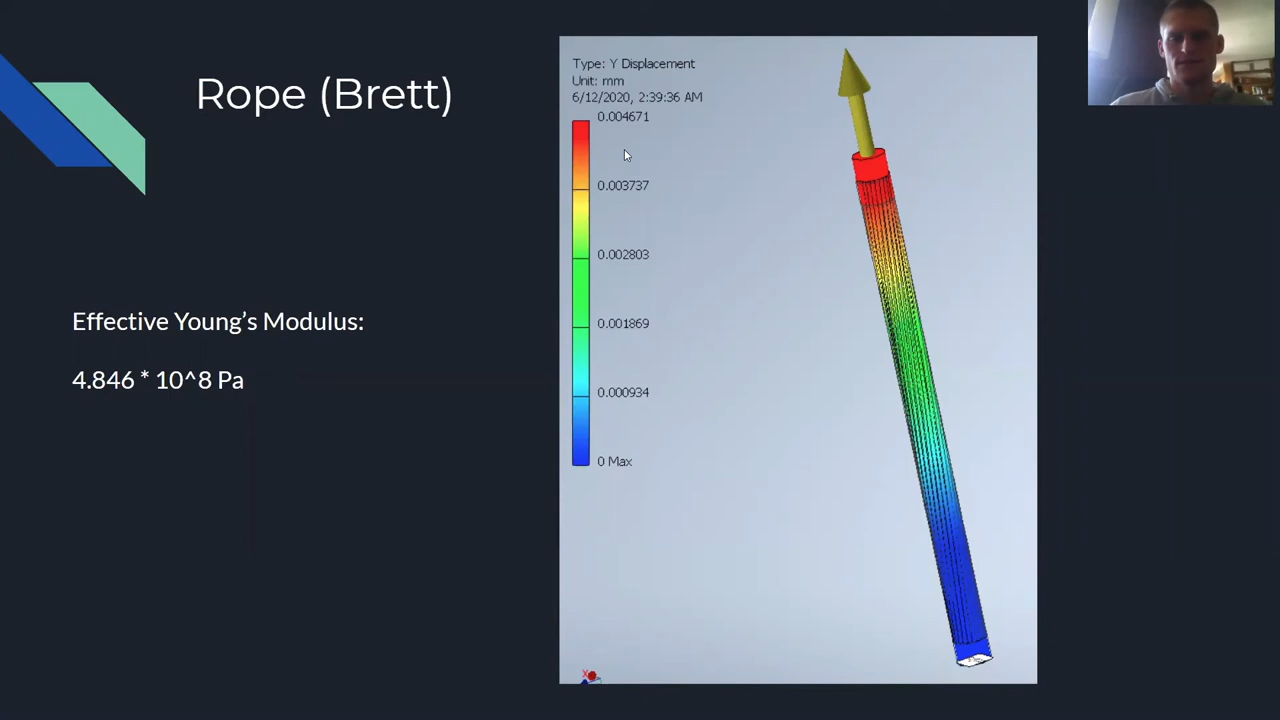 Rope (Brett)
Effective Young’s Modulus:
4.846 * 10^8 Pa
Type: Y Displacement
Unit: mm
6/12/2020, 2:39:36 AM
0.004671
0.003737
0.002803
0.001869
0.000934
0 Max
X